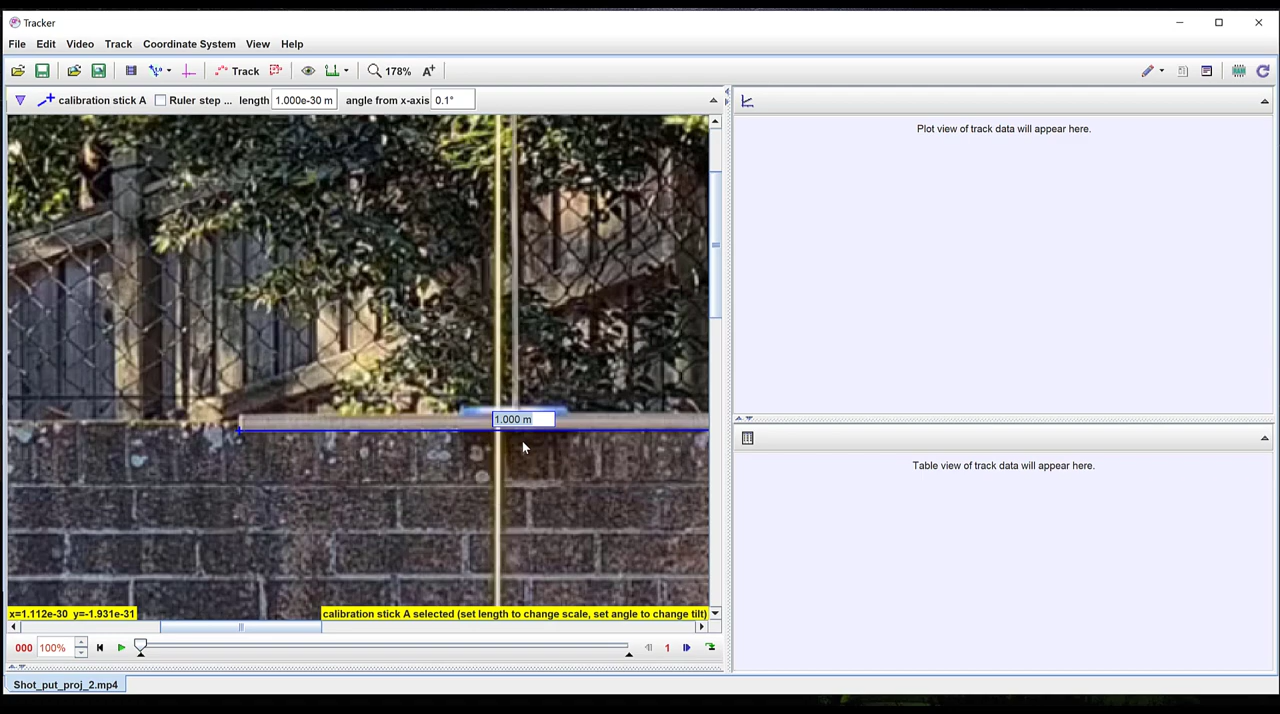 Tracker
File Edit Video Track Coordinate System View Help
Track 178% A+
calibration stick A Ruler step ... length 1.000e-30 m angle from x-axis 0.1°
Plot view of track data will appear here.
1.000 m
Table view of track data will appear here.
x=1.112e-30 y=-1.931e-31 calibration stick A selected (set length to change scale, set angle to change tilt)
000 100% 1
Shot_put_proj_2.mp4